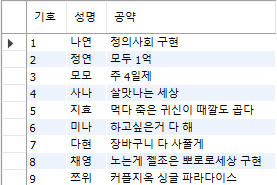 기호 성명 공약
1 나연 정의사회 구현
2 정연 모두 1억
3 모모 주 4일제
4 사나 살맛나는 세상
5 지효 먹다 죽은 귀신이 때깔도 곱다
6 미나 하고싶은거 다 해
7 다현 장바구니 다 사줄게
8 채영 노는게 젤조은 뽀로로세상 구현
9 쯔위 커플지옥 싱글 파라다이스